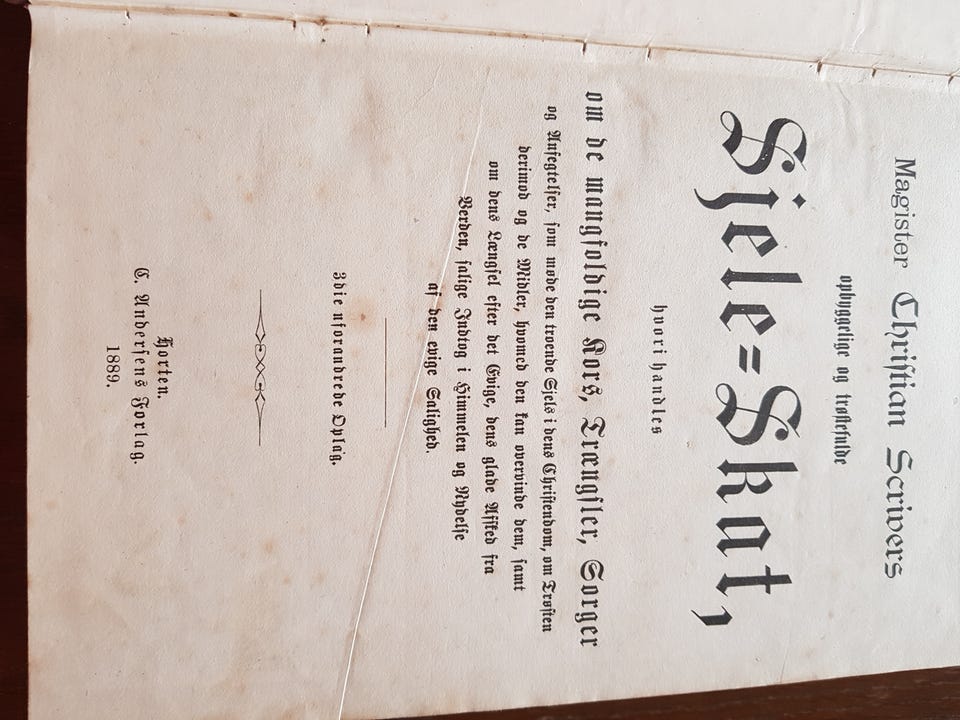 Magister Christian Scrivers
opbyggelige og trøstefulde
Sjele=Skat,
hvori handles
om de mangfoldige Kors, Trængsler, Sorger
og Anfegtelser, som møde den troende Sjel i dens Christendom, om Trøsten
derimod og de Midler, hvormed den kan overvinde dem, samt
om dens Længsel efter det Evige, dens glade Afsked fra
Verden, salige Indtog i Himmelen og Nydelse
af den evige Salighed.
3die uforandrede Oplag.
Horten.
C. Andersens Forlag.
1889.